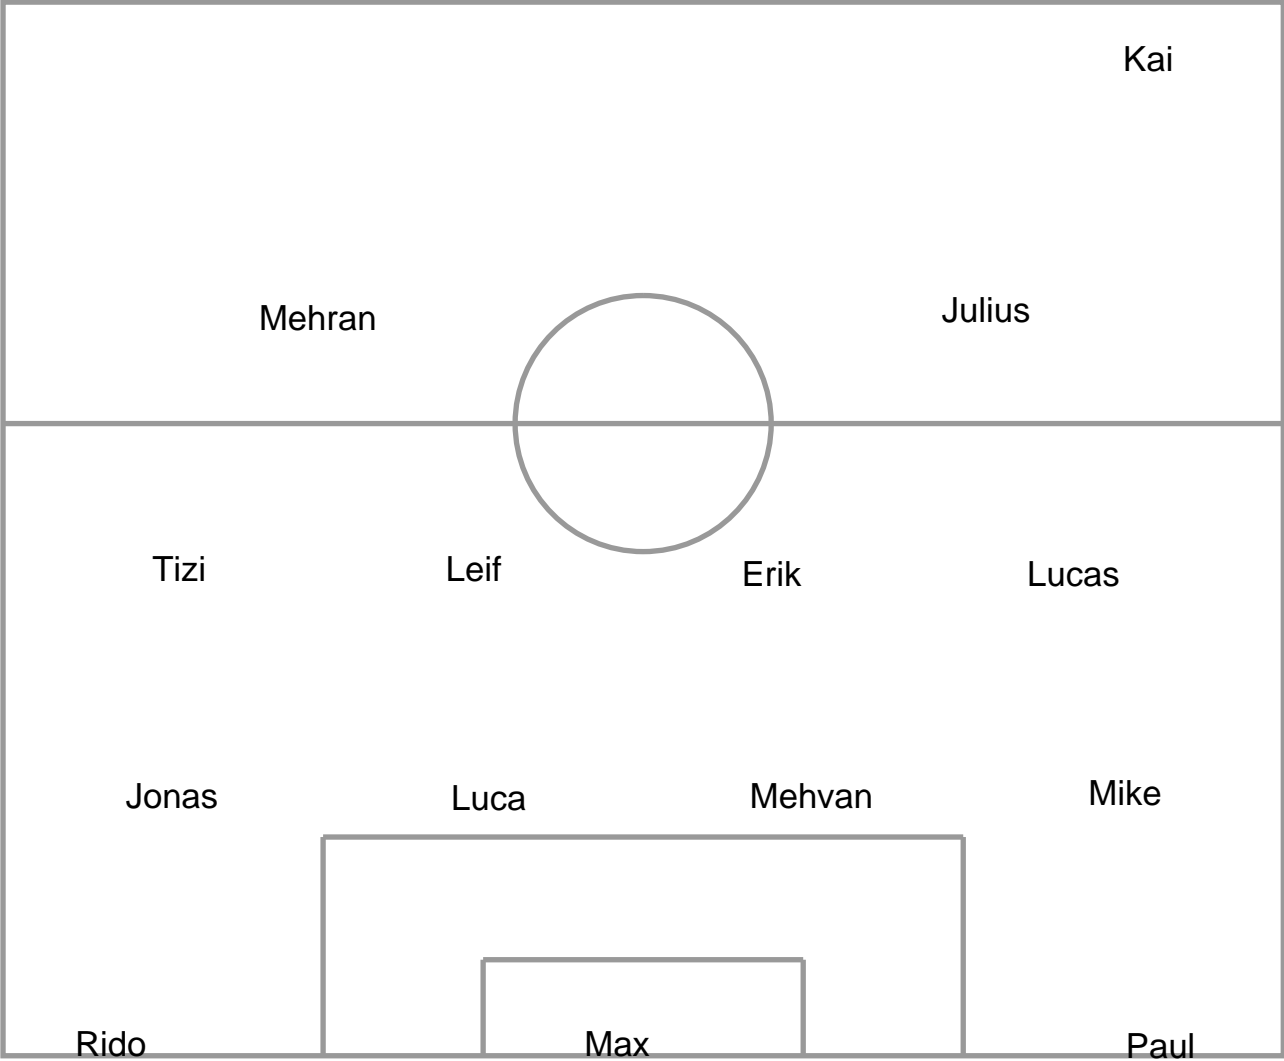 Kai
Mehran
Julius
Tizi
Leif
Erik
Lucas
Jonas
Luca
Mehvan
Mike
Rido
Max
Paul